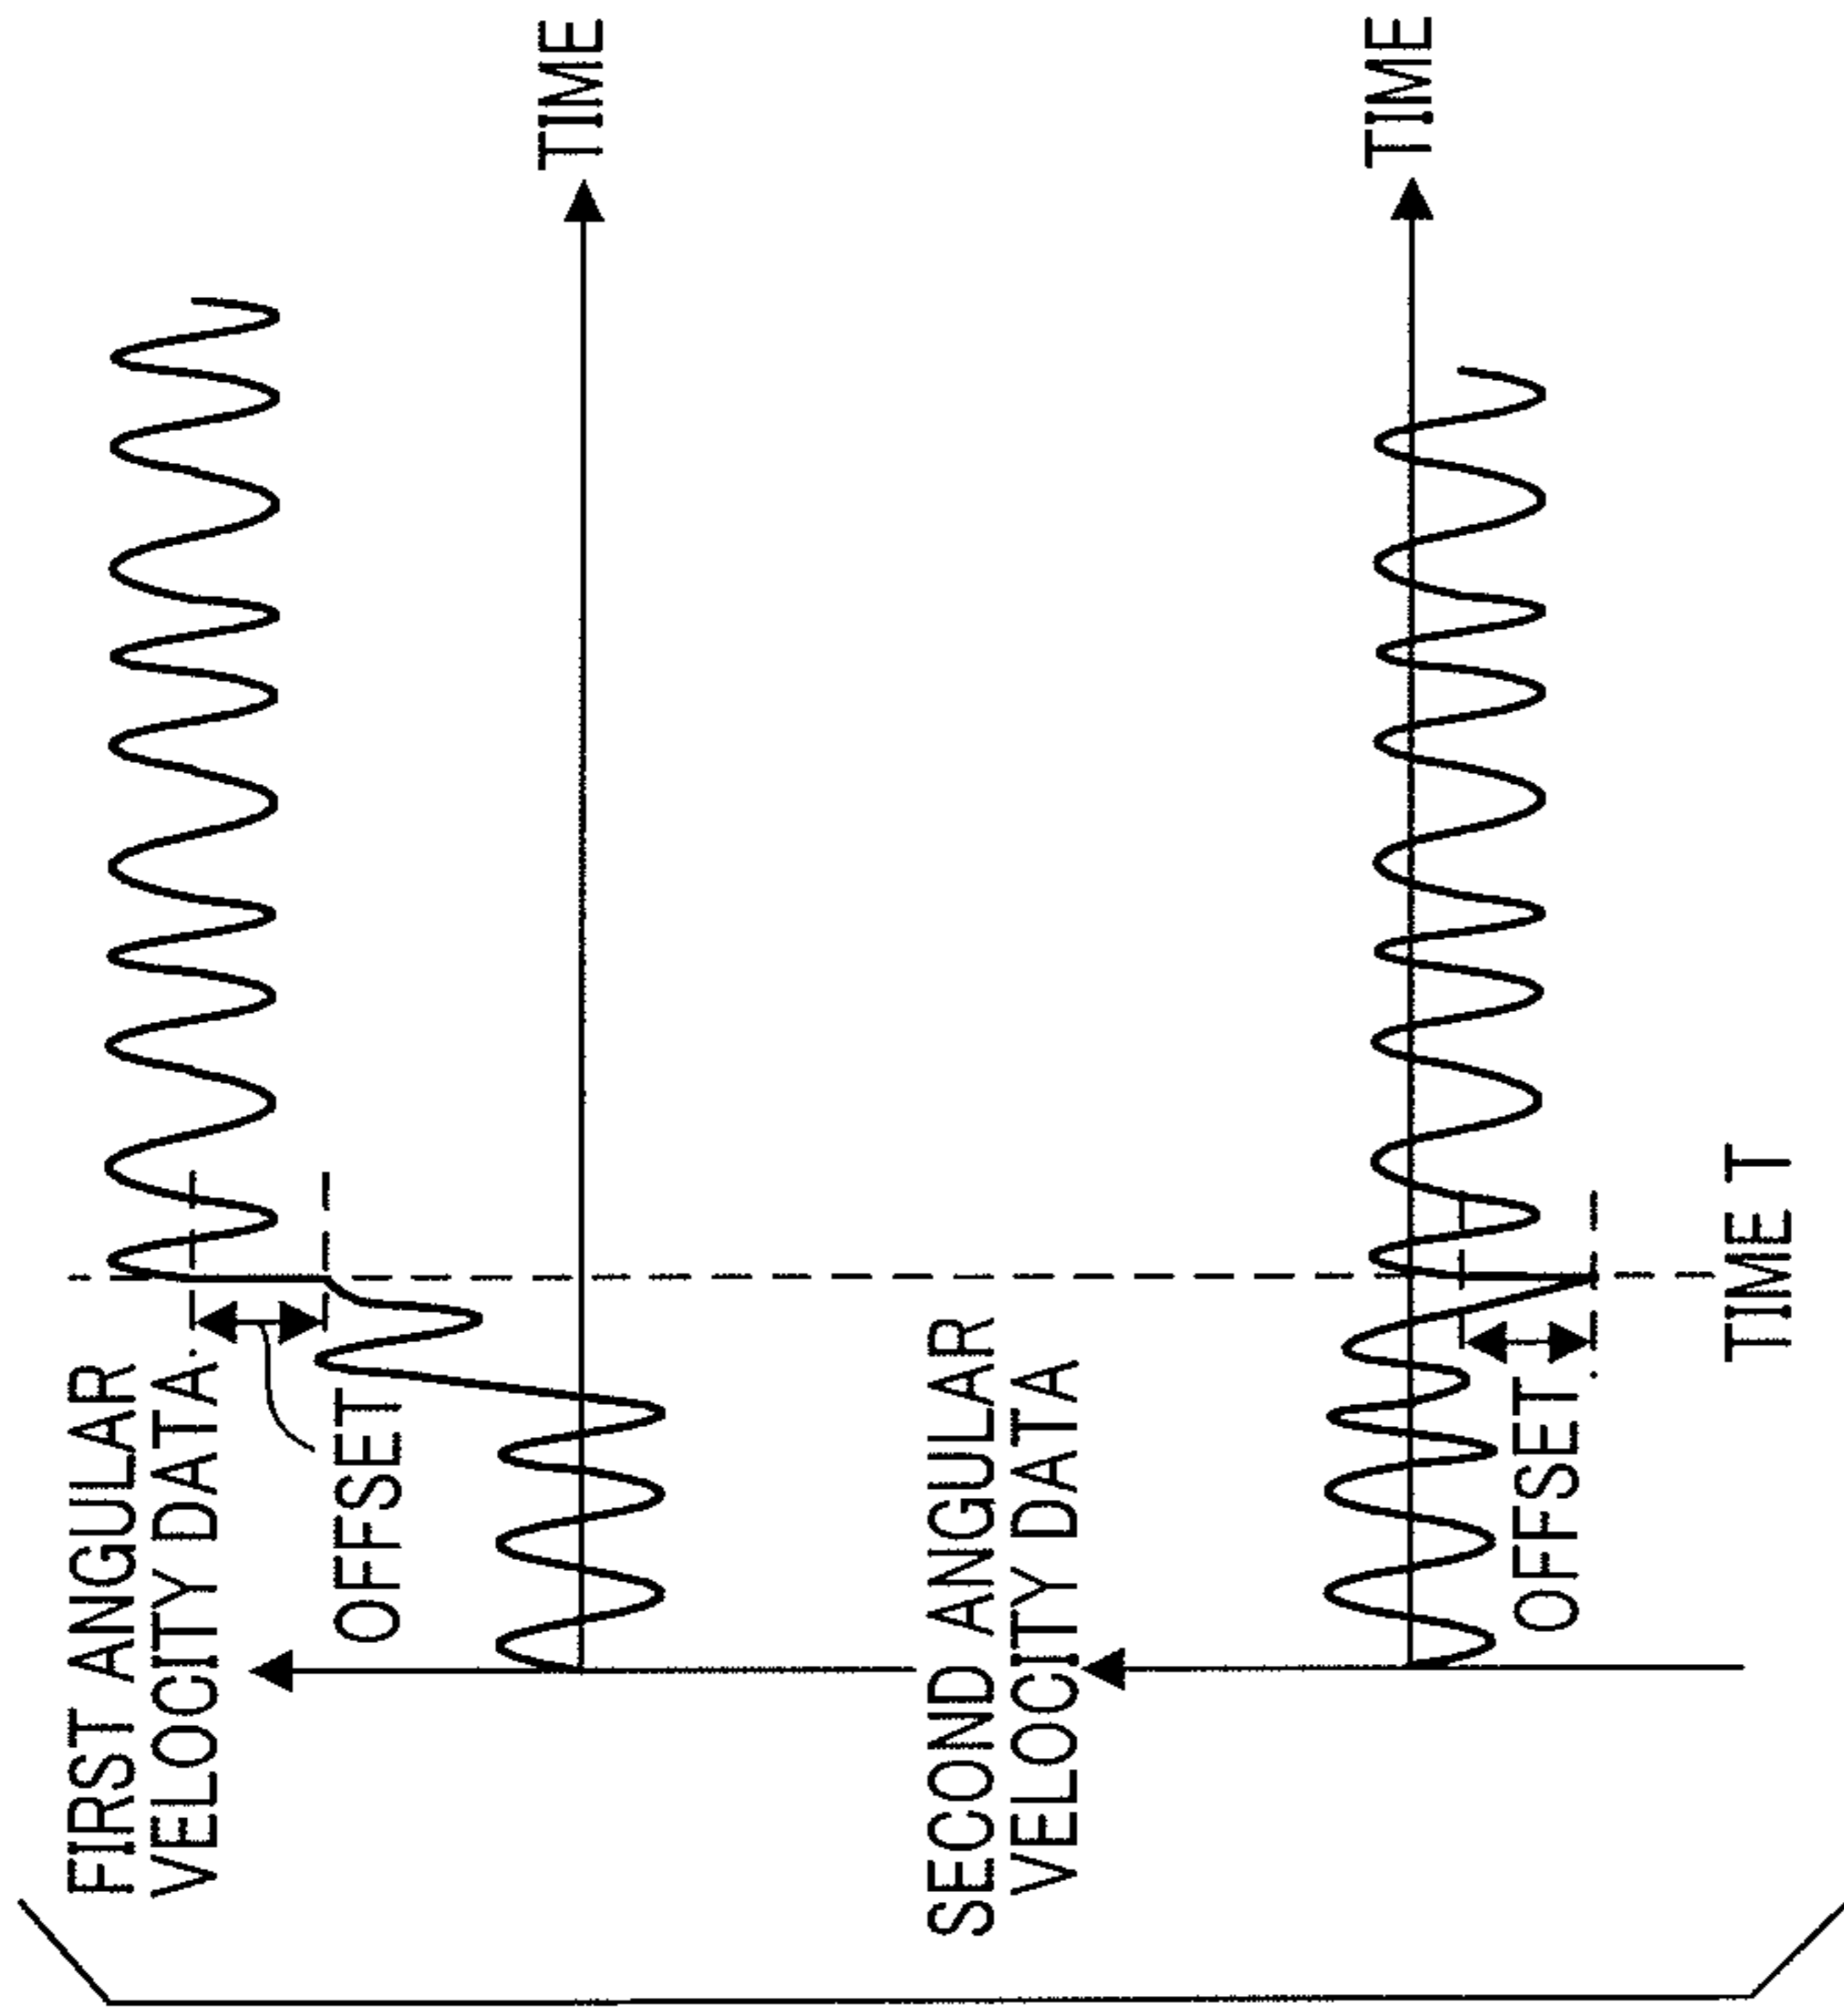 FIRST ANGULAR
VELOCITY DATA
OFFSET
TIME
SECOND ANGULAR
VELOCITY DATA
TIME
OFFSET
TIME T